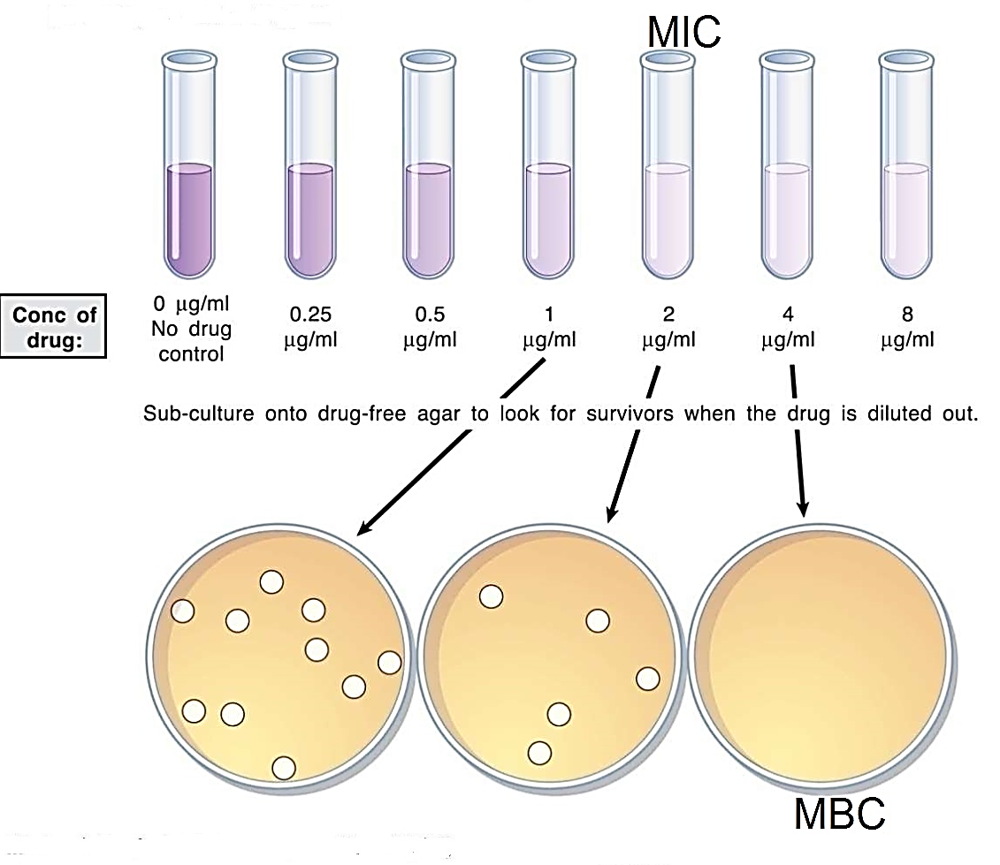 MIC
Conc of
drug:
0 µg/ml
No drug
control
0.25
µg/ml
0.5
µg/ml
1
µg/ml
2
µg/ml
4
µg/ml
8
µg/ml
Sub-culture onto drug-free agar to look for survivors when the drug is diluted out.
MBC